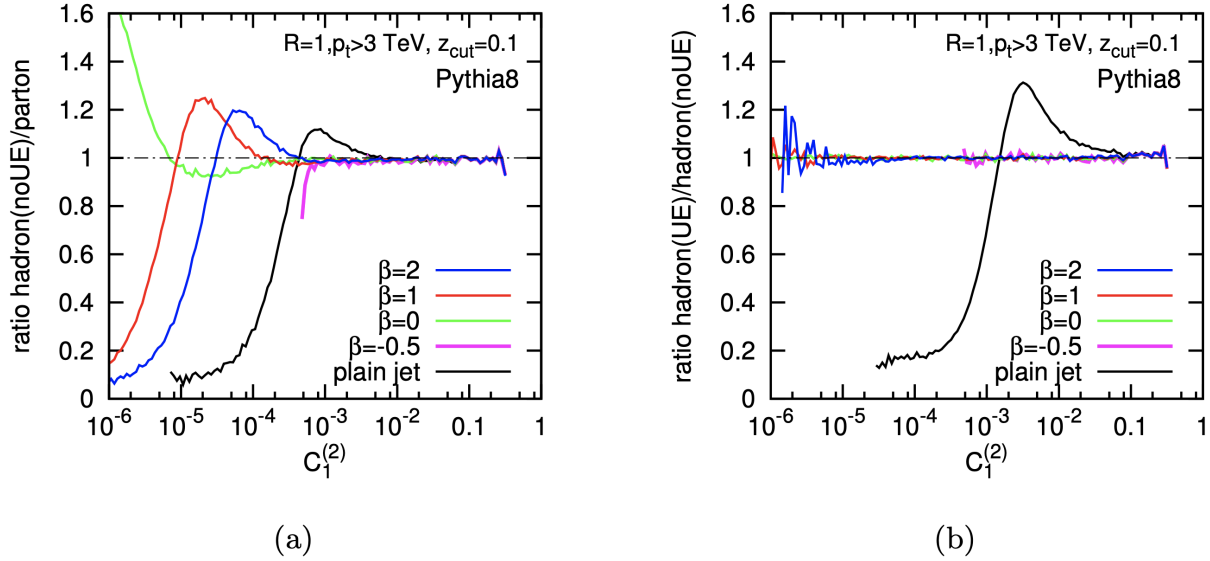 ratio hadron(noUE)/parton
1.6
1.4
1.2
1
0.8
0.6
0.4
0.2
0
R=1,pt>3 TeV, zcut=0.1
Pythia8
β=2
β=1
β=0
β=-0.5
plain jet
10^-6 10^-5 10^-4 10^-3 10^-2 0.1 1
C_1^(2)
(a)
ratio hadron(UE)/hadron(noUE)
1.6
1.4
1.2
1
0.8
0.6
0.4
0.2
0
R=1,pt>3 TeV, zcut=0.1
Pythia8
β=2
β=1
β=0
β=-0.5
plain jet
10^-6 10^-5 10^-4 10^-3 10^-2 0.1 1
C_1^(2)
(b)